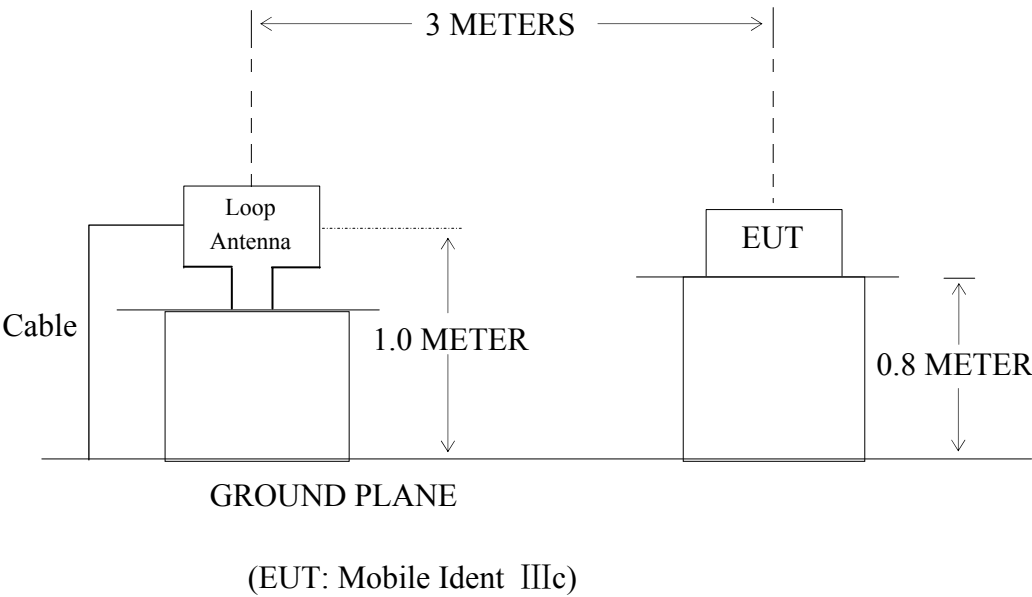 3 METERS
Loop
Antenna
EUT
Cable
1.0 METER
0.8 METER
GROUND PLANE
(EUT: Mobile Ident Ⅲc)